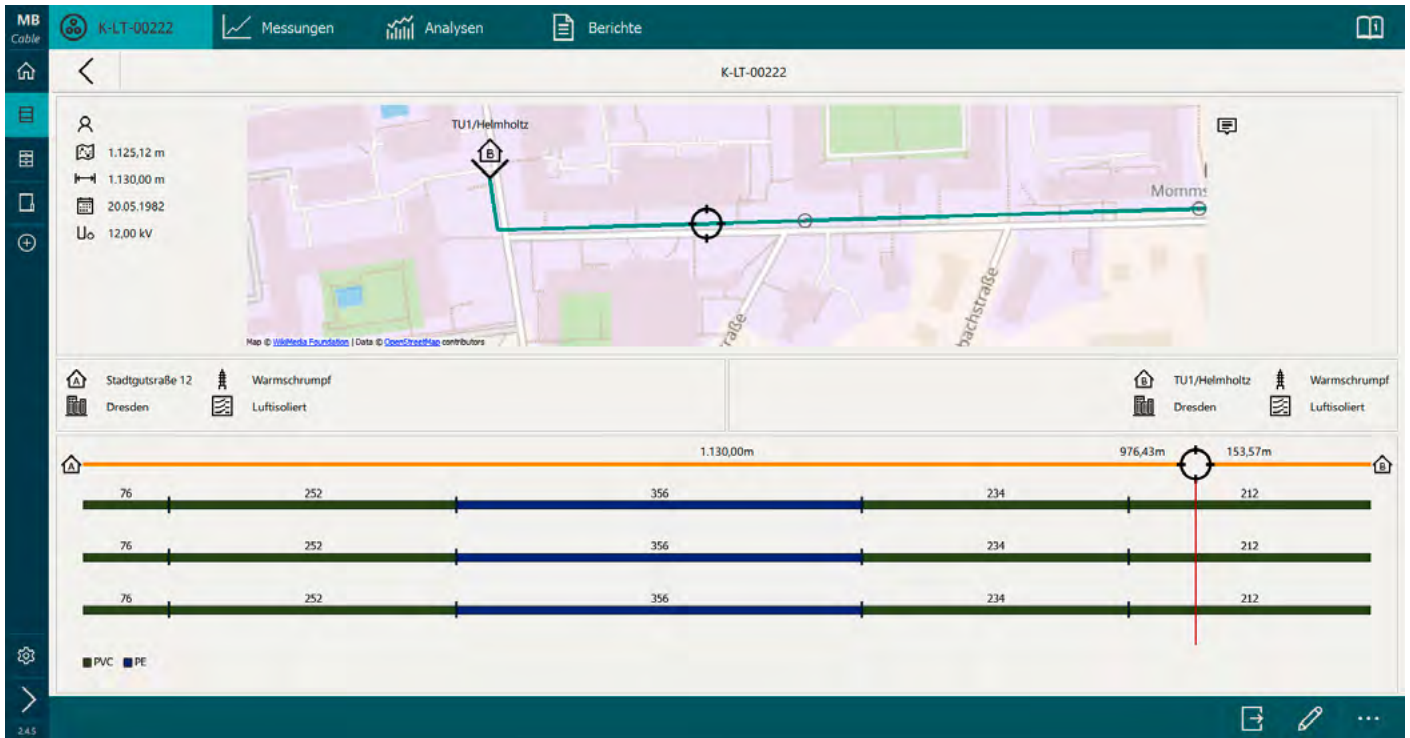 MB
Cable
K-LT-00222
Messungen
Analysen
Berichte
K-LT-00222
1.125,12 m
1.130,00 m
20.05.1982
U₀ 12,00 kV
TU1/Helmholtz
B
Momms
raße
bachstraße
Map © WikiMedia Foundation | Data © OpenStreetMap contributors
A Stadtgutsraße 12 Warmschrumpf
Dresden Luftisoliert
B TU1/Helmholtz Warmschrumpf
Dresden Luftisoliert
1.130,00m 976,43m 153,57m
A B
76 252 356 234 212
76 252 356 234 212
76 252 356 234 212
PVC PE
2.4.5